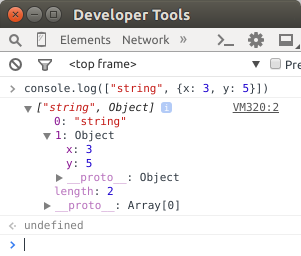 Developer Tools
Elements Network »
<top frame> Pre
console.log(["string", {x: 3, y: 5}])
["string", Object] i VM320:2
0: "string"
1: Object
x: 3
y: 5
__proto__: Object
length: 2
__proto__: Array[0]
undefined